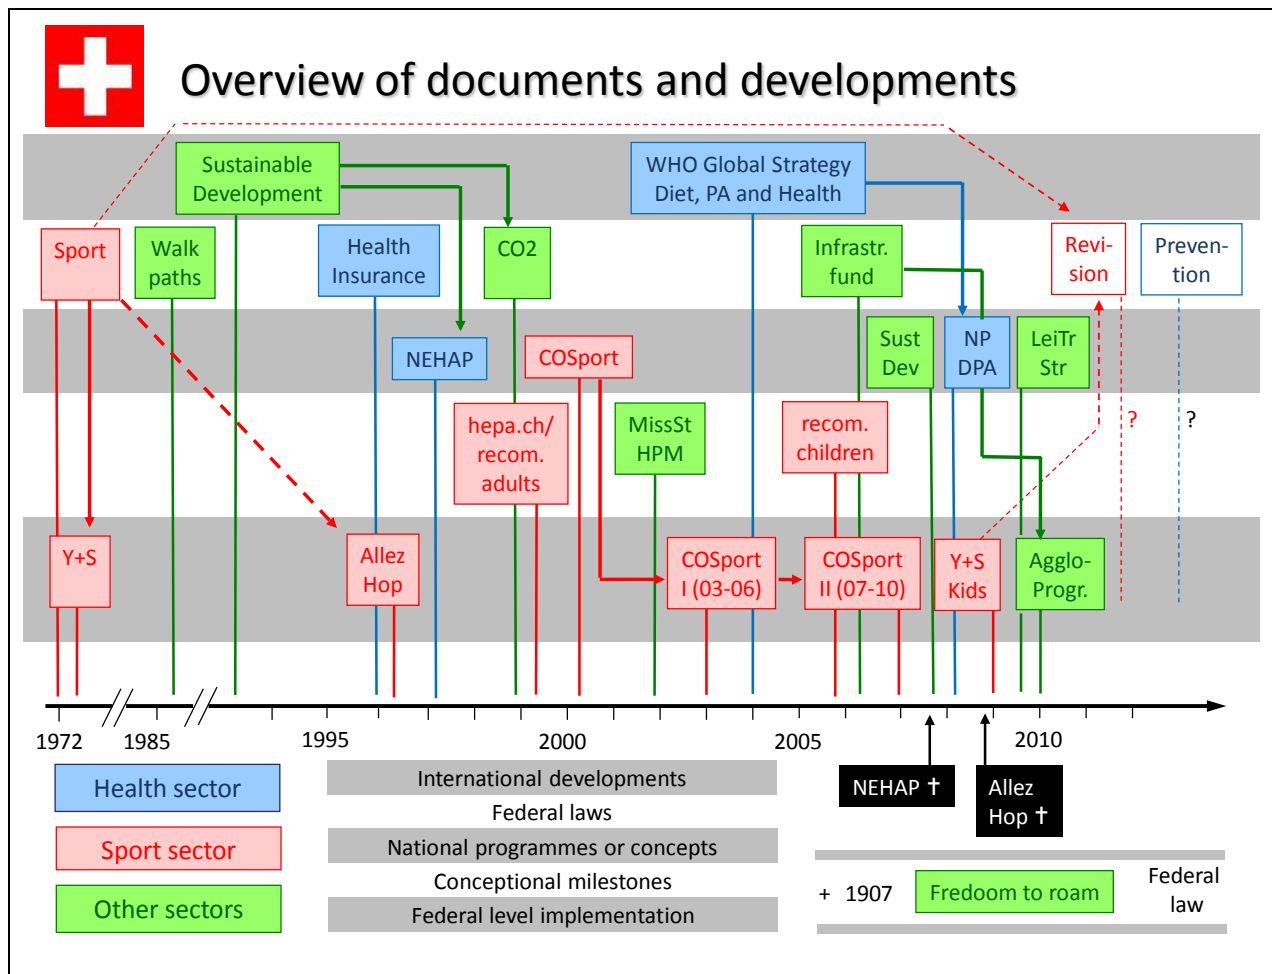 Overview of documents and developments
Sustainable
Development
WHO Global Strategy
Diet, PA and Health
Sport
Walk
paths
Health
Insurance
CO2
Infrastr.
fund
Revi-
sion
Preven-
tion
NEHAP
COSport
Sust
Dev
NP
DPA
LeiTr
Str
hepa.ch/
recom.
adults
MissSt
HPM
recom.
children
?
?
Y+S
Allez
Hop
COSport
I (03-06)
COSport
II (07-10)
Y+S
Kids
Agglo-
Progr.
1972
1985
1995
2000
2005
2010
Health sector
Sport sector
Other sectors
International developments
Federal laws
National programmes or concepts
Conceptional milestones
Federal level implementation
NEHAP ✝
Allez
Hop ✝
+ 1907
Fredoom to roam
Federal
law